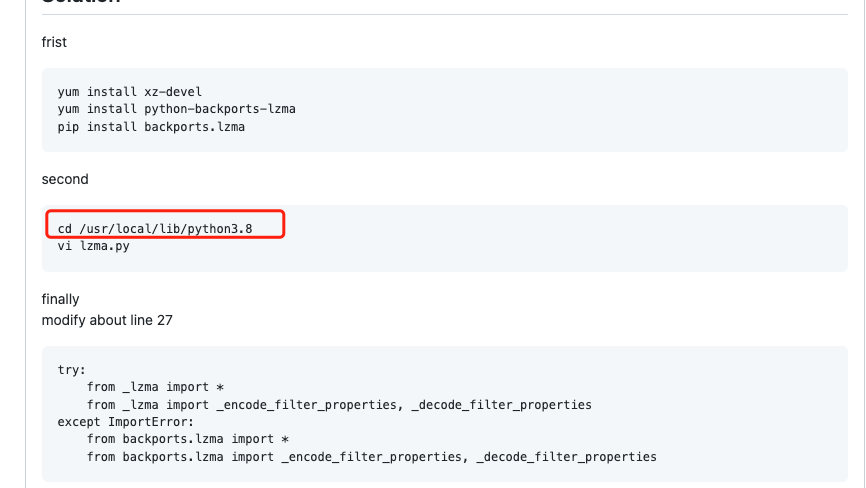 Solution
frist
yum install xz-devel
yum install python-backports-lzma
pip install backports.lzma
second
cd /usr/local/lib/python3.8
vi lzma.py
finally
modify about line 27
try:
    from _lzma import *
    from _lzma import _encode_filter_properties, _decode_filter_properties
except ImportError:
    from backports.lzma import *
    from backports.lzma import _encode_filter_properties, _decode_filter_properties